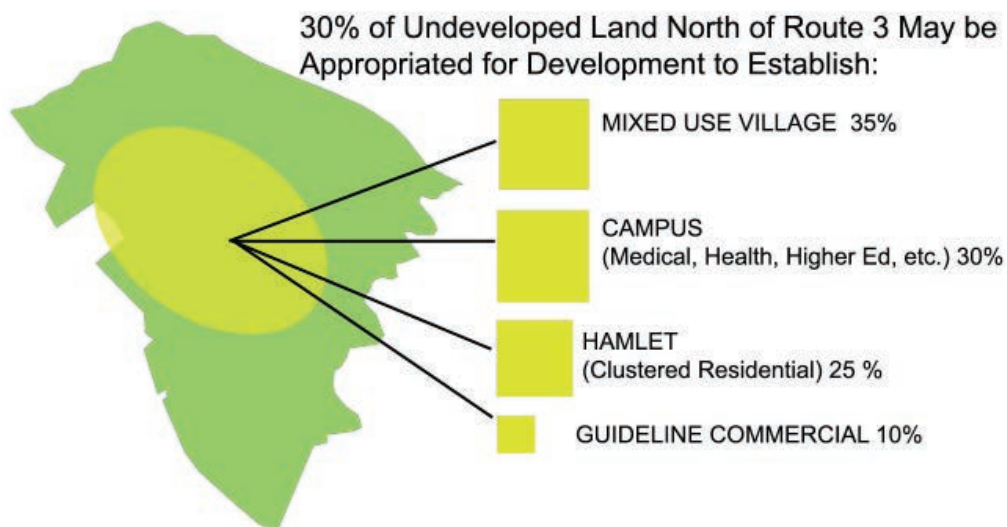 30% of Undeveloped Land North of Route 3 May be
Appropriated for Development to Establish:
MIXED USE VILLAGE 35%
CAMPUS
(Medical, Health, Higher Ed, etc.) 30%
HAMLET
(Clustered Residential) 25 %
GUIDELINE COMMERCIAL 10%